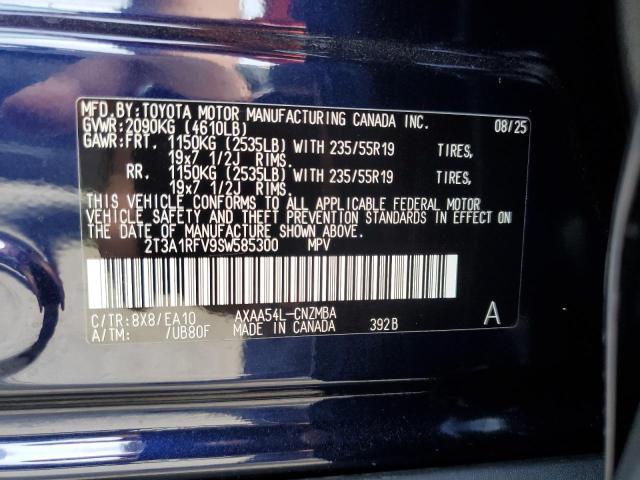 MFD.BY:TOYOTA MOTOR MANUFACTURING CANADA INC. 08/25
GVWR:2090KG (4610LB)
GAWR:FRT. 1150KG (2535LB) WITH 235/55R19 TIRES,
19x7 1/2J RIMS.
RR. 1150KG (2535LB) WITH 235/55R19 TIRES,
19x7 1/2J RIMS.
THIS VEHICLE CONFORMS TO ALL APPLICABLE FEDERAL MOTOR
VEHICLE SAFETY AND THEFT PREVENTION STANDARDS IN EFFECT ON
THE DATE OF MANUFACTURE SHOWN ABOVE.
2T3A1RFV9SW585300 MPV
C/TR:8X8/EA10 AXAA54L-CNZMBA
A/TM: /UB80F MADE IN CANADA 392B A